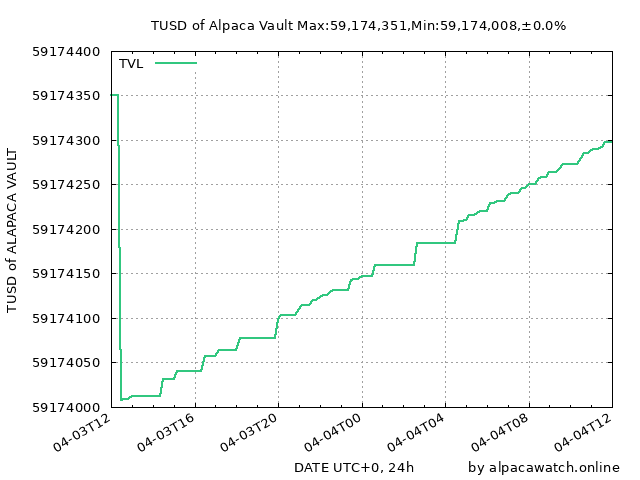 TUSD of Alpaca Vault Max:59,174,351,Min:59,174,008,±0.0%
TVL
59174400
59174350
59174300
59174250
59174200
59174150
59174100
59174050
59174000
TUSD of ALAPACA VAULT
04-03T12
04-03T16
04-03T20
04-04T00
04-04T04
04-04T08
04-04T12
DATE UTC+0, 24h
by alpacawatch.online